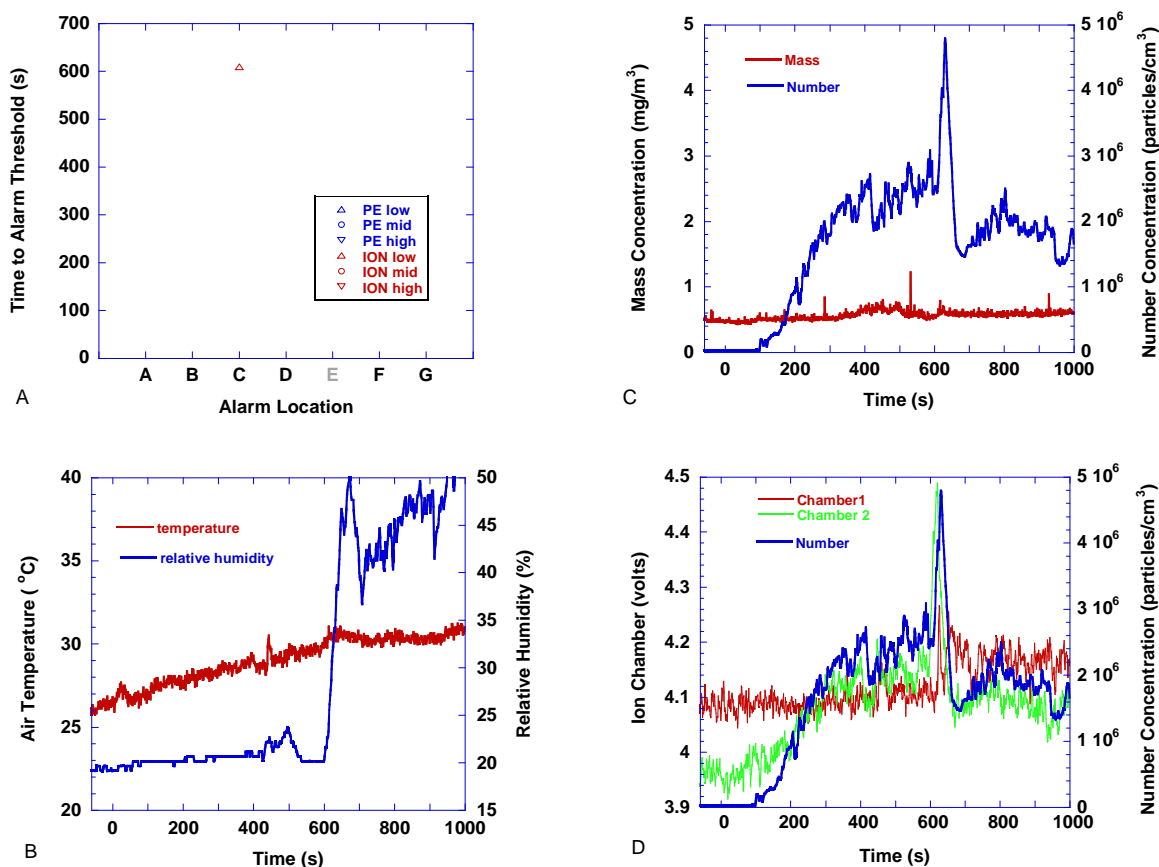 700
600
500
400
300
200
100
0
Time to Alarm Threshold (s)
PE low
PE mid
PE high
ION low
ION mid
ION high
A B C D E F G
Alarm Location
A
5
4
3
2
1
0
Mass Concentration (mg/m³)
Mass
Number
5 10⁶
4 10⁶
3 10⁶
2 10⁶
1 10⁶
0
Number Concentration (particles/cm³)
0 200 400 600 800 1000
Time (s)
C
40
35
30
25
20
Air Temperature ( °C)
temperature
relative humidity
50
45
40
35
30
25
20
15
Relative Humidity (%)
0 200 400 600 800 1000
Time (s)
B
4.5
4.4
4.3
4.2
4.1
4
3.9
Ion Chamber (volts)
Chamber1
Chamber 2
Number
5 10⁶
4 10⁶
3 10⁶
2 10⁶
1 10⁶
0
Number Concentration (particles/cm³)
0 200 400 600 800 1000
Time (s)
D